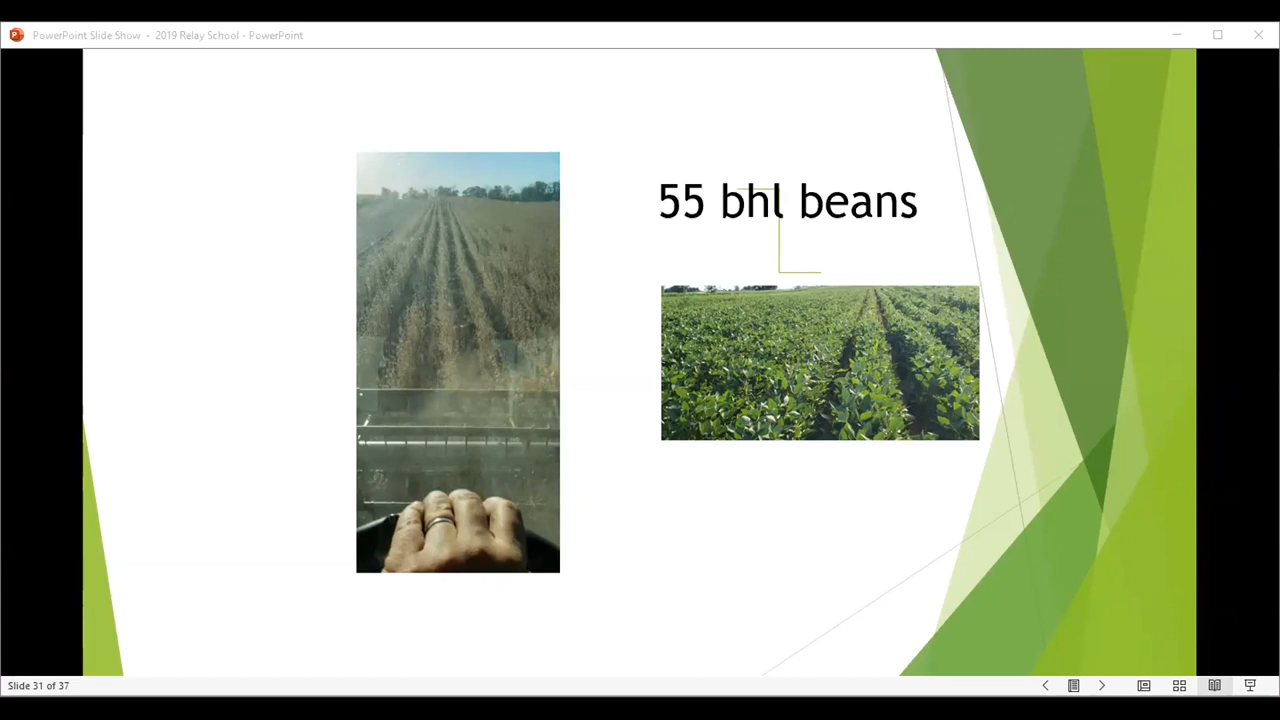 PowerPoint Slide Show - 2019 Relay School - PowerPoint
55 bhl beans
Slide 31 of 37